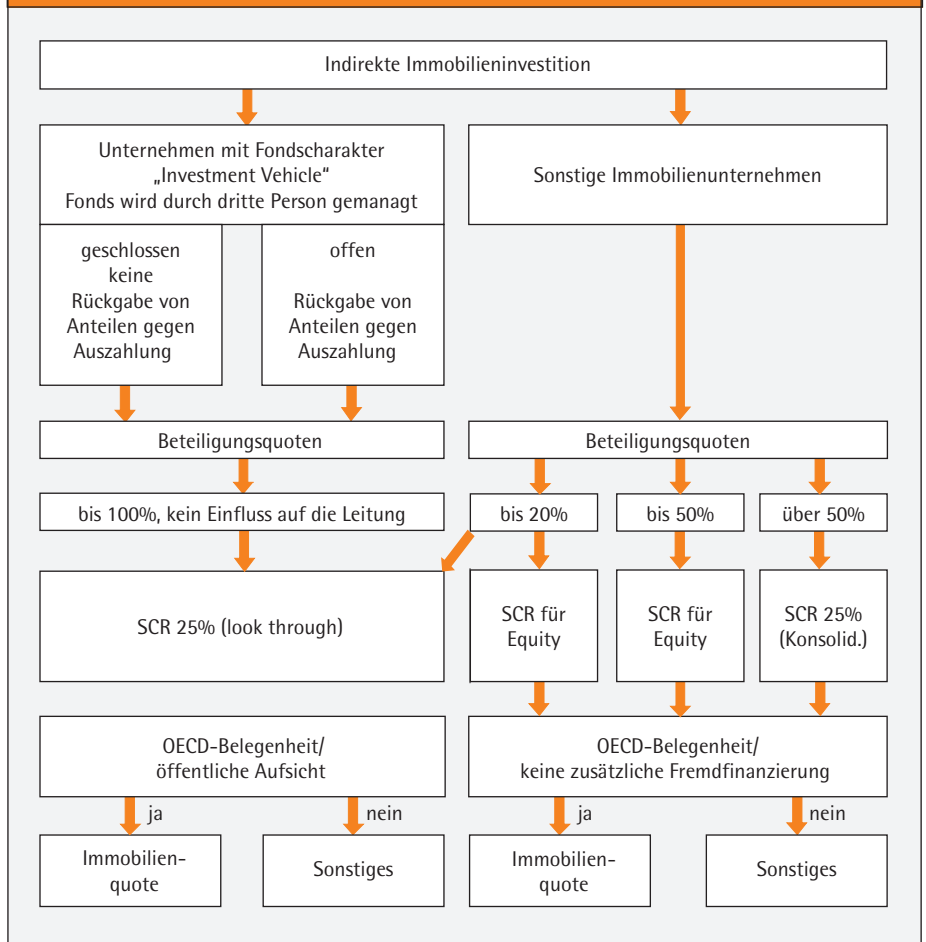 Indirekte Immobilieninvestition
Unternehmen mit Fondscharakter
„Investment Vehicle“
Fonds wird durch dritte Person gemanagt
Sonstige Immobilienunternehmen
geschlossen
keine
Rückgabe von
Anteilen gegen
Auszahlung
offen
Rückgabe von
Anteilen gegen
Auszahlung
Beteiligungsquoten
Beteiligungsquoten
bis 100%, kein Einfluss auf die Leitung
bis 20%
bis 50%
über 50%
SCR 25% (look through)
SCR für
Equity
SCR für
Equity
SCR 25%
(Konsolid.)
OECD-Belegenheit/
öffentliche Aufsicht
OECD-Belegenheit/
keine zusätzliche Fremdfinanzierung
ja
nein
ja
nein
Immobilien-
quote
Sonstiges
Immobilien-
quote
Sonstiges